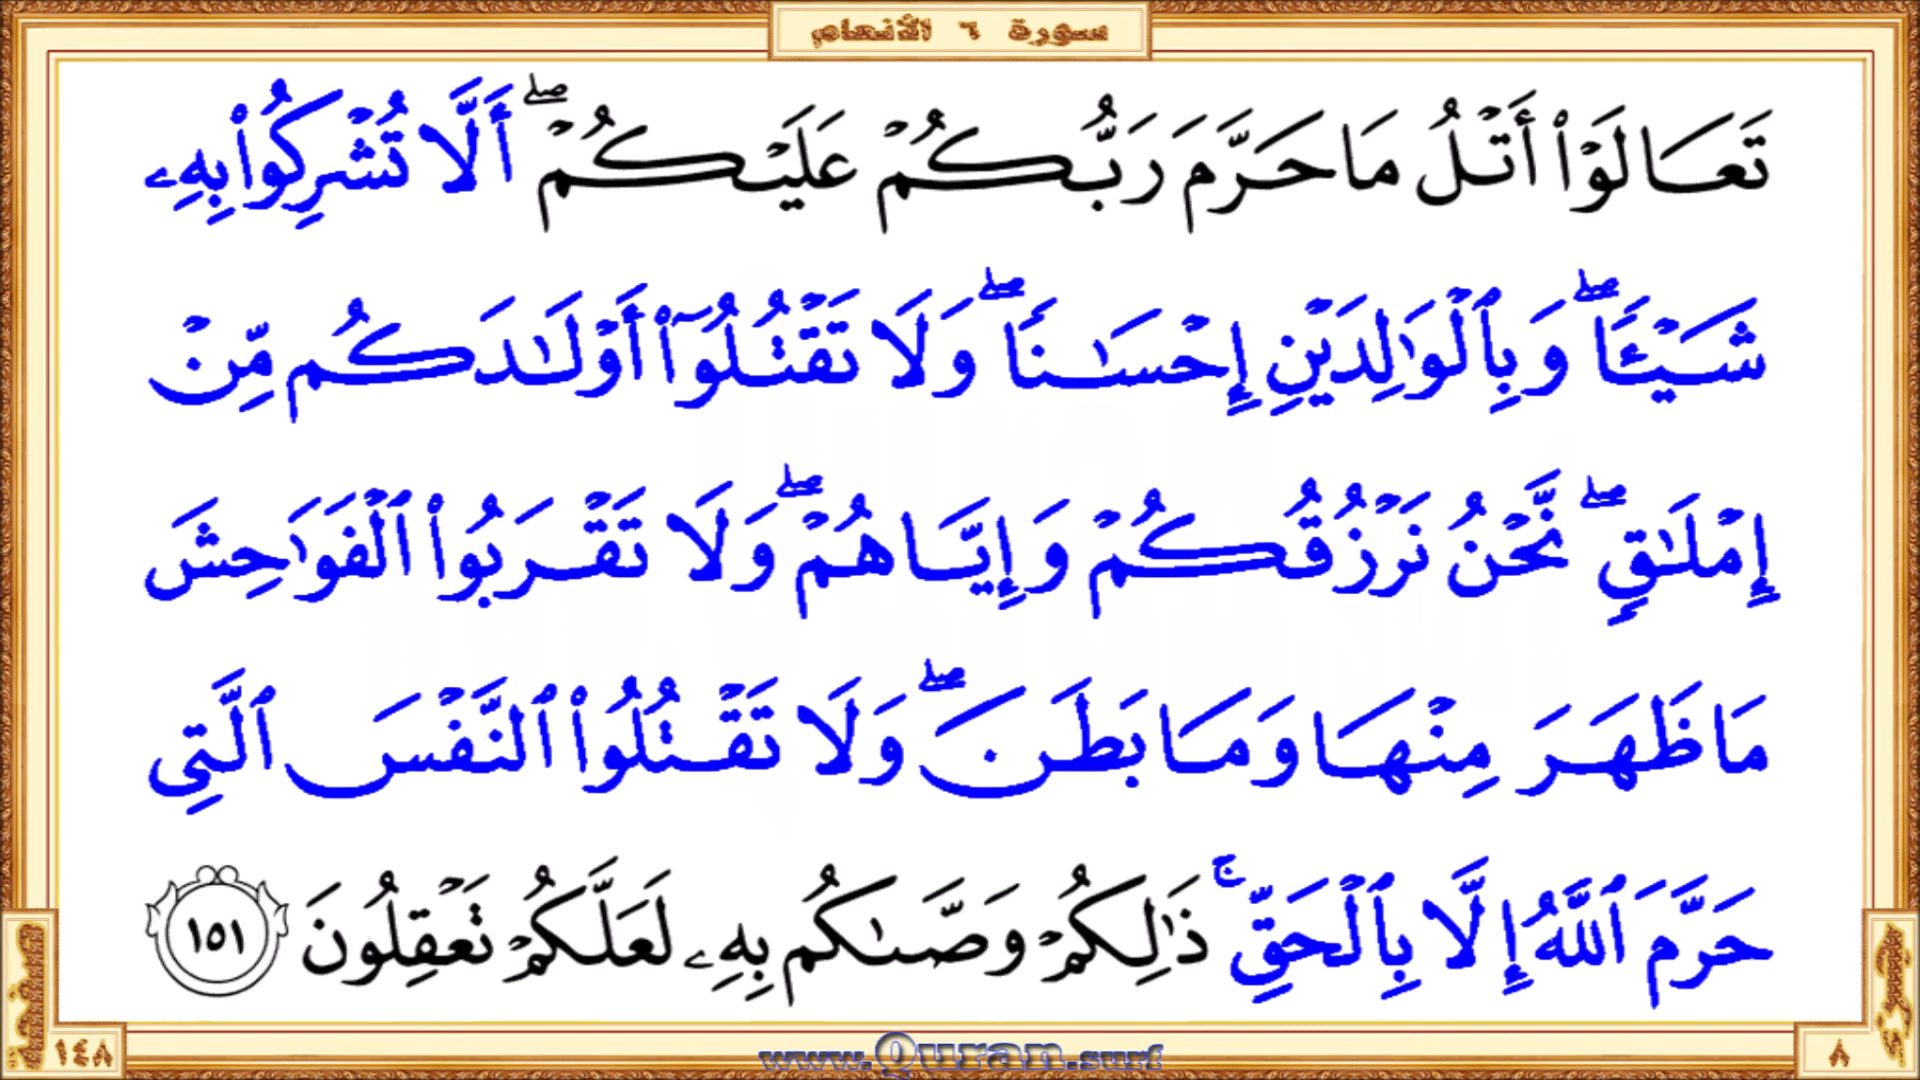 سورة ٦ الأنعام
تَعَالَوْا۟ أَتْلُ مَا حَرَّمَ رَبُّكُمْ عَلَيْكُمْ ۖ أَلَّا تُشْرِكُوا۟ بِهِۦ
شَيْـًٔا ۖ وَبِٱلْوَٰلِدَيْنِ إِحْسَـٰنًا ۖ وَلَا تَقْتُلُوٓا۟ أَوْلَـٰدَكُم مِّنْ
إِمْلَـٰقٍ ۖ نَّحْنُ نَرْزُقُكُمْ وَإِيَّاهُمْ ۖ وَلَا تَقْرَبُوا۟ ٱلْفَوَٰحِشَ
مَا ظَهَرَ مِنْهَا وَمَا بَطَنَ ۖ وَلَا تَقْتُلُوا۟ ٱلنَّفْسَ ٱلَّتِى
حَرَّمَ ٱللَّهُ إِلَّا بِٱلْحَقِّ ۚ ذَٰلِكُمْ وَصَّىٰكُم بِهِۦ لَعَلَّكُمْ تَعْقِلُونَ ١٥١
صفحة ١٤٨
www.Quran.surf
٨